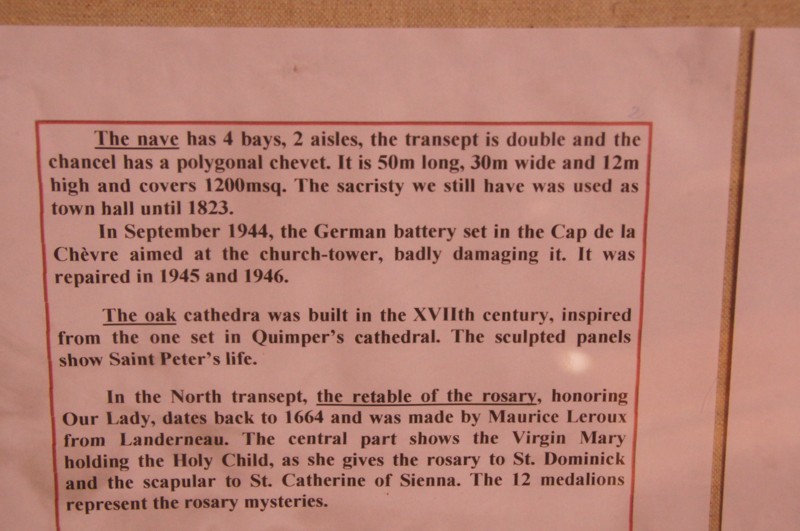 2
The nave has 4 bays, 2 aisles, the transept is double and the
chancel has a polygonal chevet. It is 50m long, 30m wide and 12m
high and covers 1200msq. The sacristy we still have was used as
town hall until 1823.
In September 1944, the German battery set in the Cap de la
Chèvre aimed at the church-tower, badly damaging it. It was
repaired in 1945 and 1946.
The oak cathedra was built in the XVIIth century, inspired
from the one set in Quimper's cathedral. The sculpted panels
show Saint Peter's life.
In the North transept, the retable of the rosary, honoring
Our Lady, dates back to 1664 and was made by Maurice Leroux
from Landerneau. The central part shows the Virgin Mary
holding the Holy Child, as she gives the rosary to St. Dominick
and the scapular to St. Catherine of Sienna. The 12 medalions
represent the rosary mysteries.